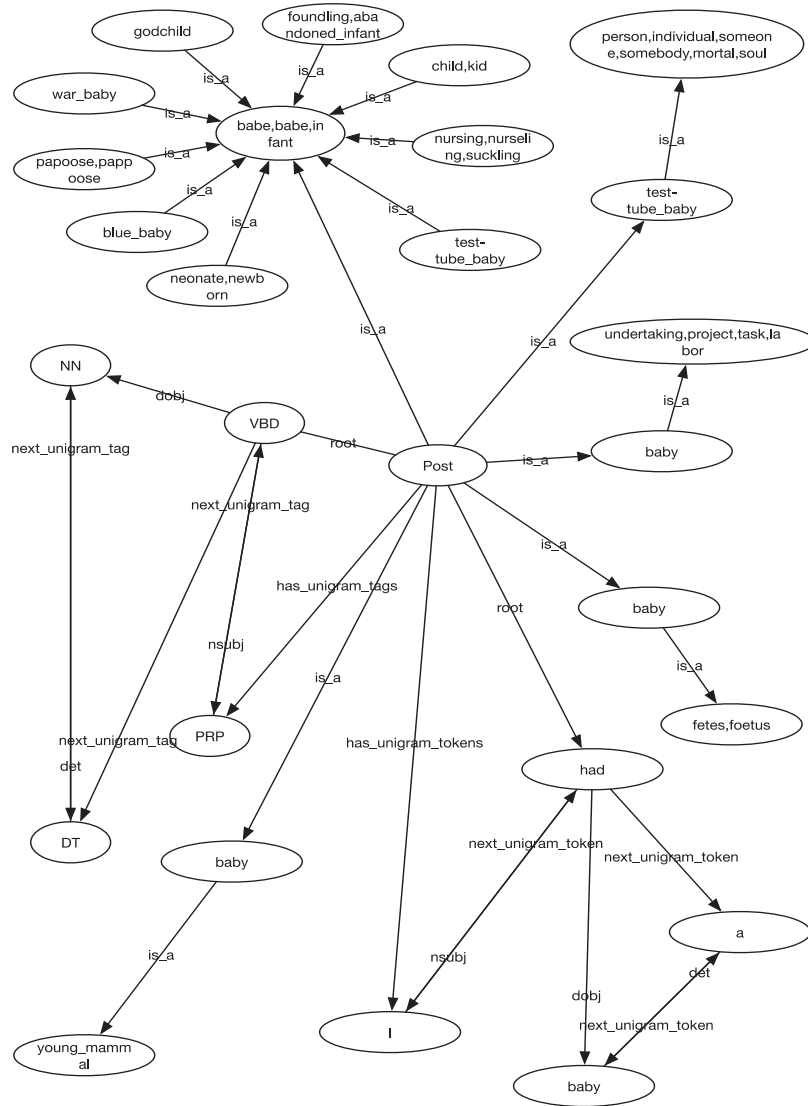 godchild
foundling,aba
ndoned_infant
person,individual,someon
e,somebody,mortal,soul
is_a
is_a
child,kid
is_a
war_baby
is_a
babe,babe,in
fant
nursing,nurseli
ng,suckling
is_a
is_a
papoose,papp
oose
is_a
is_a
is_a
is_a
test-
tube_baby
blue_baby
test-
tube_baby
neonate,newb
orn
is_a
is_a
undertaking,project,task,la
bor
NN
dobj
VBD
root
is_a
baby
Post
is_a
next_unigram_tag
next_unigram_tag
is_a
has_unigram_tags
baby
root
nsubj
is_a
is_a
fetes,foetus
next_unigram_tag
PRP
has_unigram_tokens
det
had
DT
baby
next_unigram_token
next_unigram_token
a
is_a
nsubj
det
dobj
next_unigram_token
I
young_mamm
al
baby